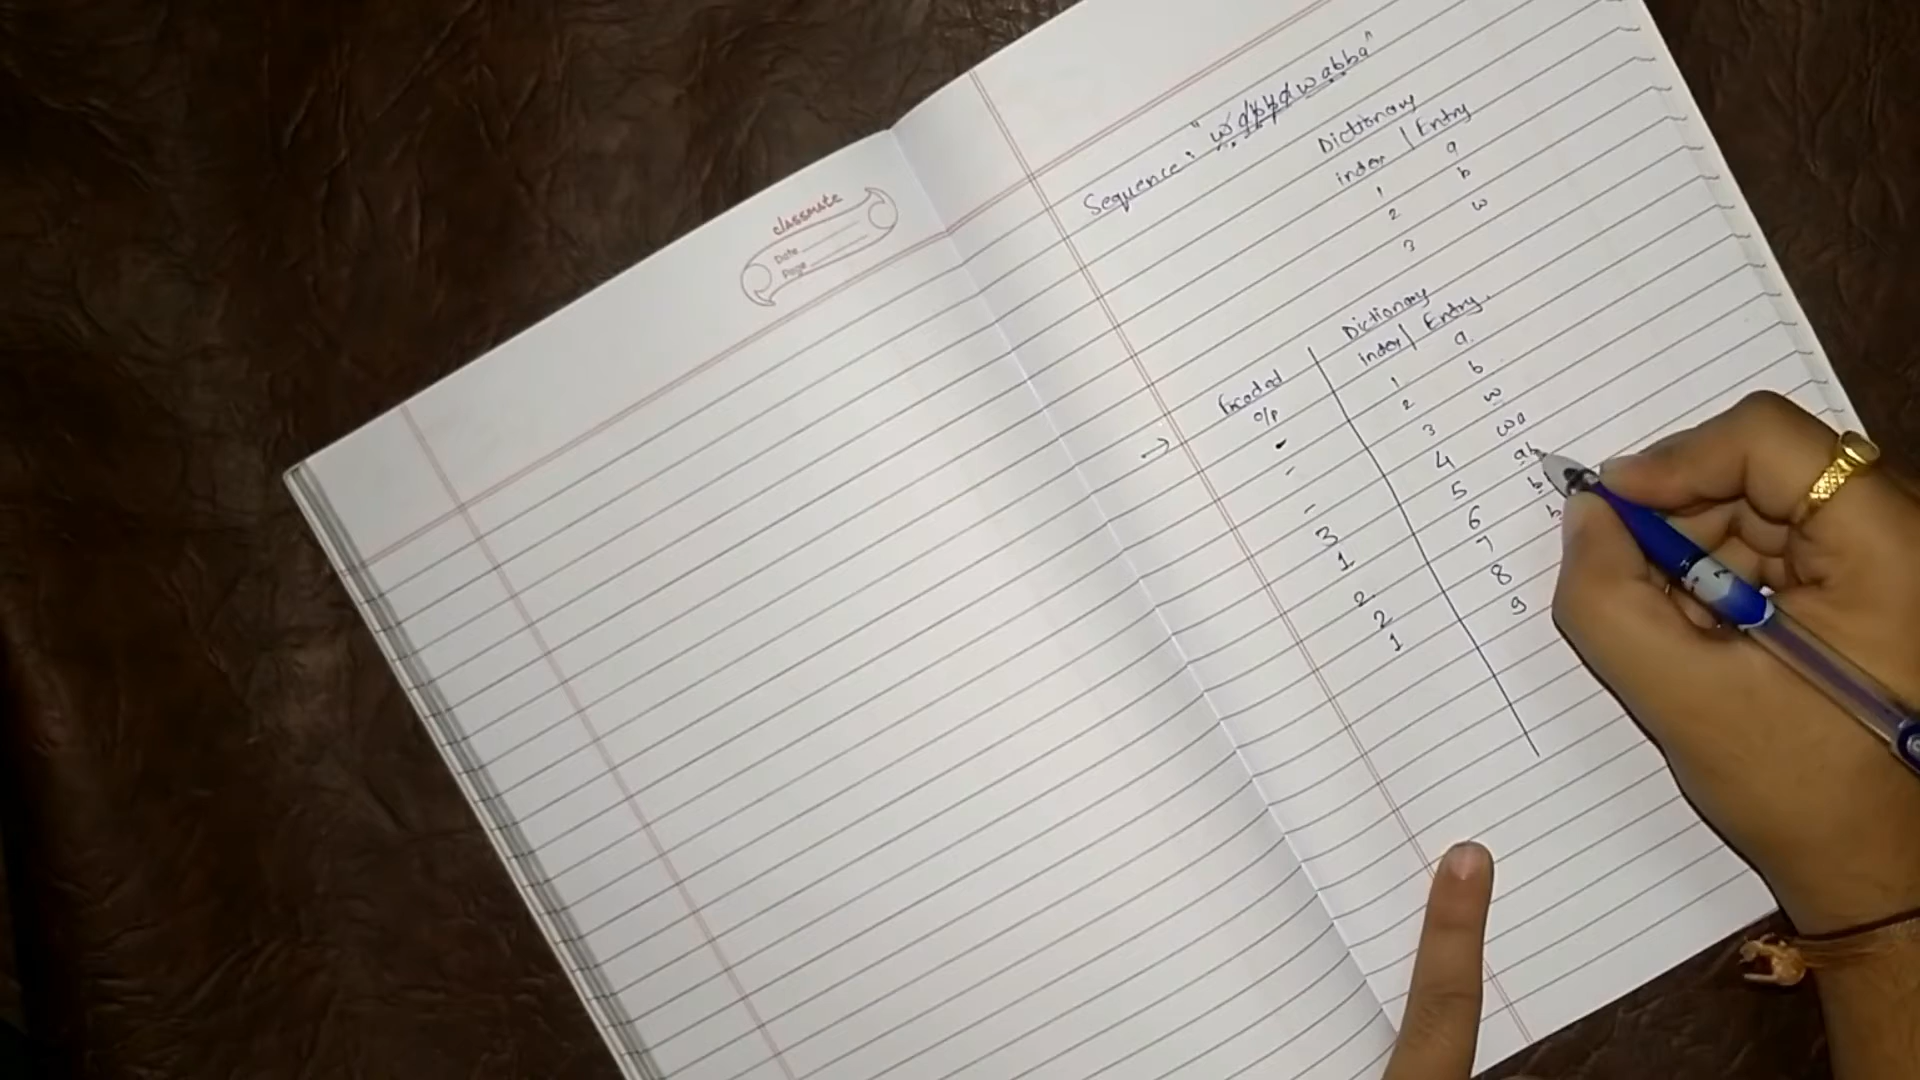 classmate
Date
Page
Sequence : "wabbawabba"
Dictionary
index | Entry
1 a
2 b
3 w
Encoded o/p
Dictionary
index | Entry
- 1 a
- 2 b
- 3 w
3 4 wa
1 5 ab
2 6 b
2 7 b
1 8
9